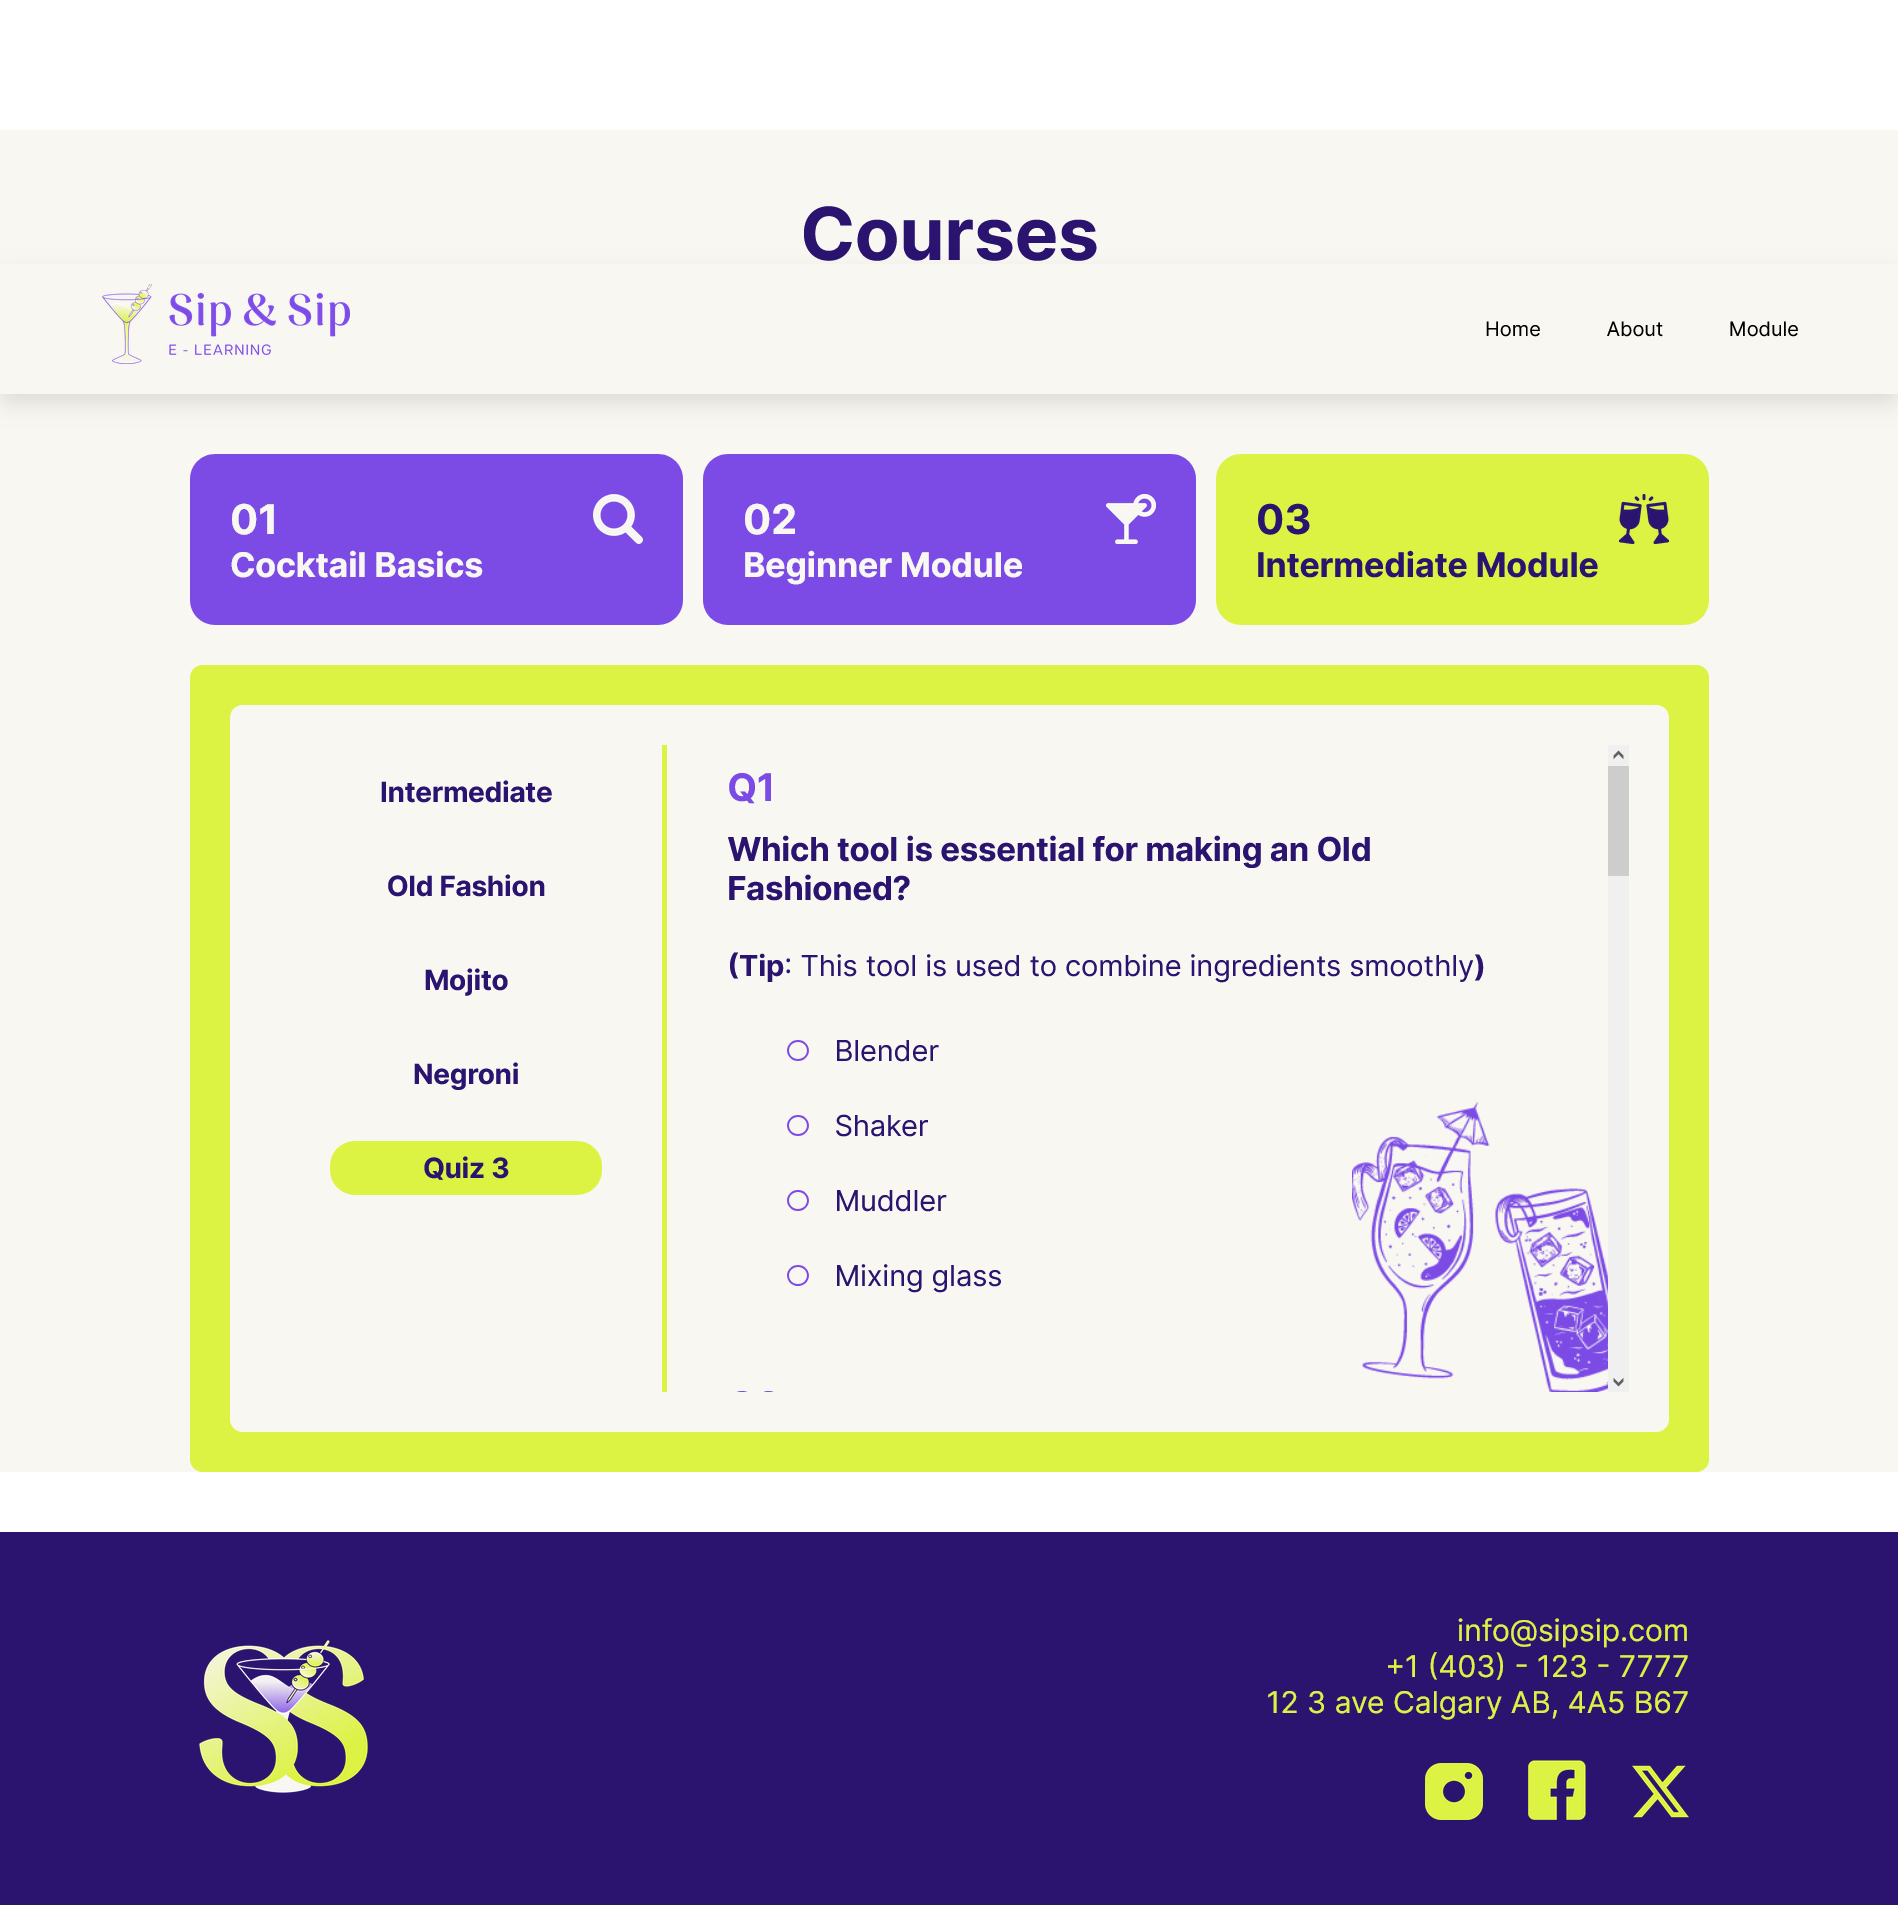 Courses
Sip & Sip
E - LEARNING
Home
About
Module
01
Cocktail Basics
02
Beginner Module
03
Intermediate Module
Intermediate
Old Fashion
Mojito
Negroni
Quiz 3
Q1
Which tool is essential for making an Old
Fashioned?
(Tip: This tool is used to combine ingredients smoothly)
Blender
Shaker
Muddler
Mixing glass
SS
info@sipsip.com
+1 (403) - 123 - 7777
12 3 ave Calgary AB, 4A5 B67